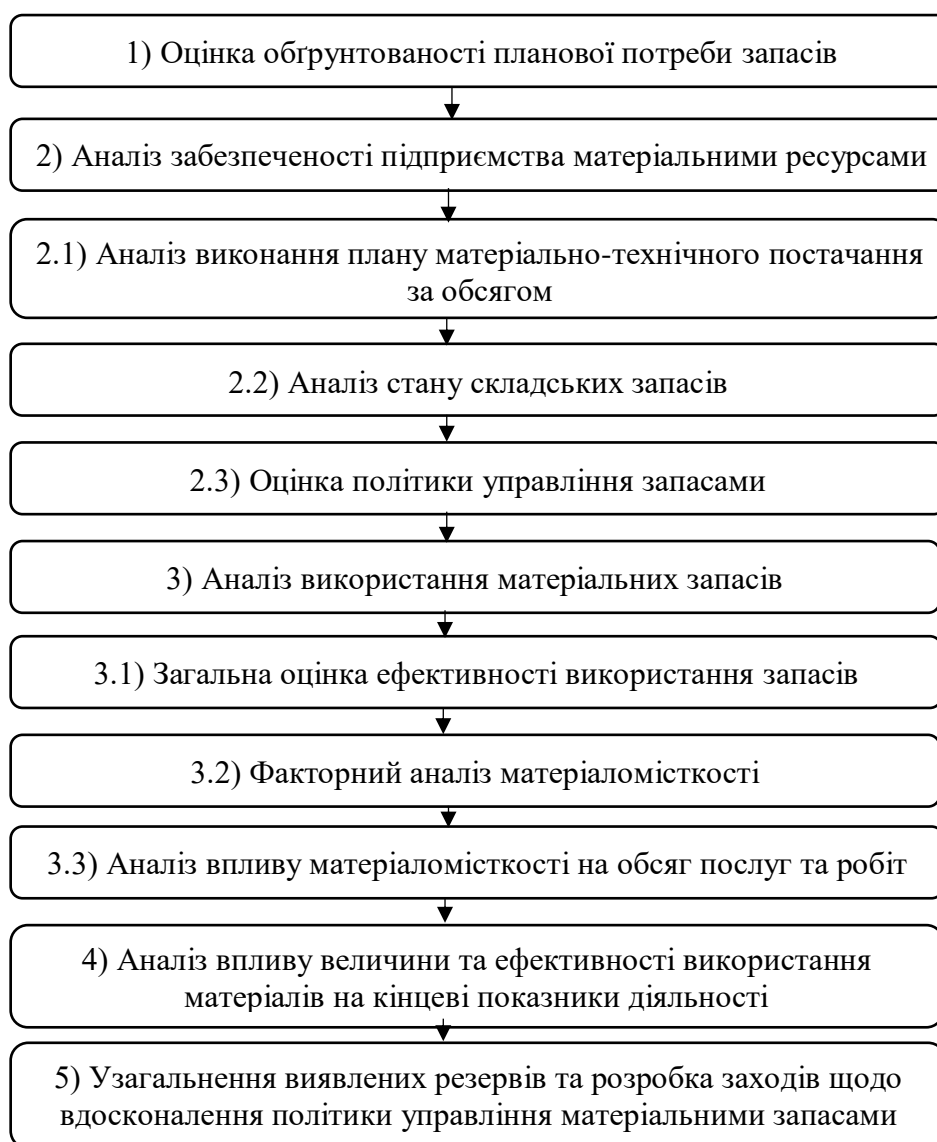 1) Оцінка обґрунтованості планової потреби запасів
2) Аналіз забезпеченості підприємства матеріальними ресурсами
2.1) Аналіз виконання плану матеріально-технічного постачання
за обсягом
2.2) Аналіз стану складських запасів
2.3) Оцінка політики управління запасами
3) Аналіз використання матеріальних запасів
3.1) Загальна оцінка ефективності використання запасів
3.2) Факторний аналіз матеріаломісткості
3.3) Аналіз впливу матеріаломісткості на обсяг послуг та робіт
4) Аналіз впливу величини та ефективності використання
матеріалів на кінцеві показники діяльності
5) Узагальнення виявлених резервів та розробка заходів щодо
вдосконалення політики управління матеріальними запасами